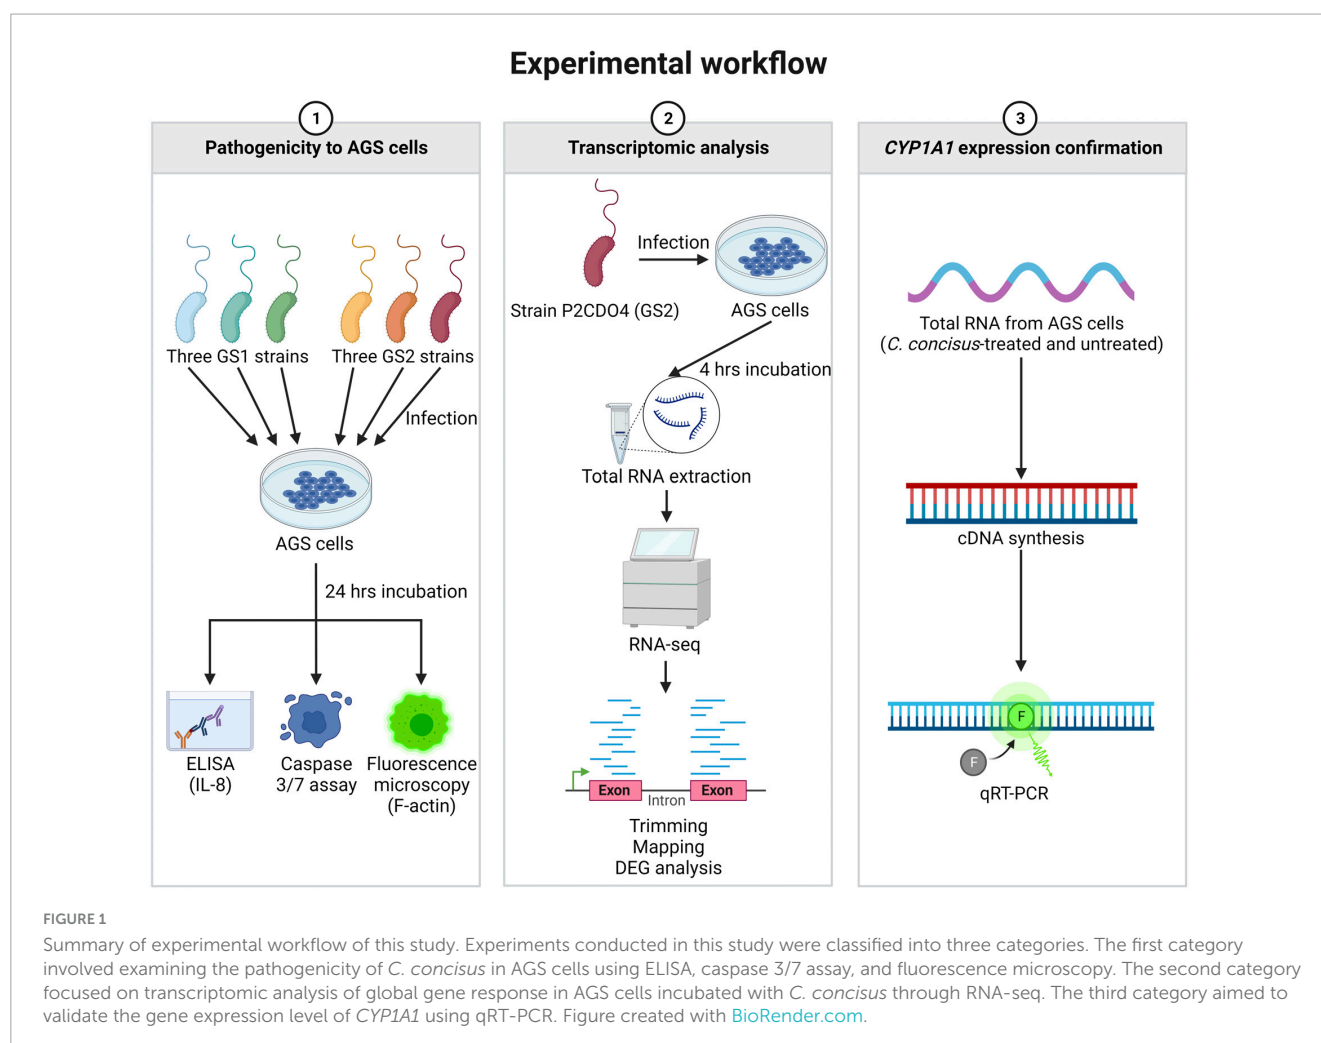 Experimental workflow
1
Pathogenicity to AGS cells
Three GS1 strains
Three GS2 strains
Infection
AGS cells
24 hrs incubation
ELISA
(IL-8)
Caspase
3/7 assay
Fluorescence
microscopy
(F-actin)
2
Transcriptomic analysis
Infection
Strain P2CDO4 (GS2)
AGS cells
4 hrs incubation
Total RNA extraction
RNA-seq
Exon
Intron
Exon
Trimming
Mapping
DEG analysis
3
CYP1A1 expression confirmation
Total RNA from AGS cells
(C. concisus-treated and untreated)
cDNA synthesis
F
F
qRT-PCR
FIGURE 1
Summary of experimental workflow of this study. Experiments conducted in this study were classified into three categories. The first category
involved examining the pathogenicity of C. concisus in AGS cells using ELISA, caspase 3/7 assay, and fluorescence microscopy. The second category
focused on transcriptomic analysis of global gene response in AGS cells incubated with C. concisus through RNA-seq. The third category aimed to
validate the gene expression level of CYP1A1 using qRT-PCR. Figure created with BioRender.com.